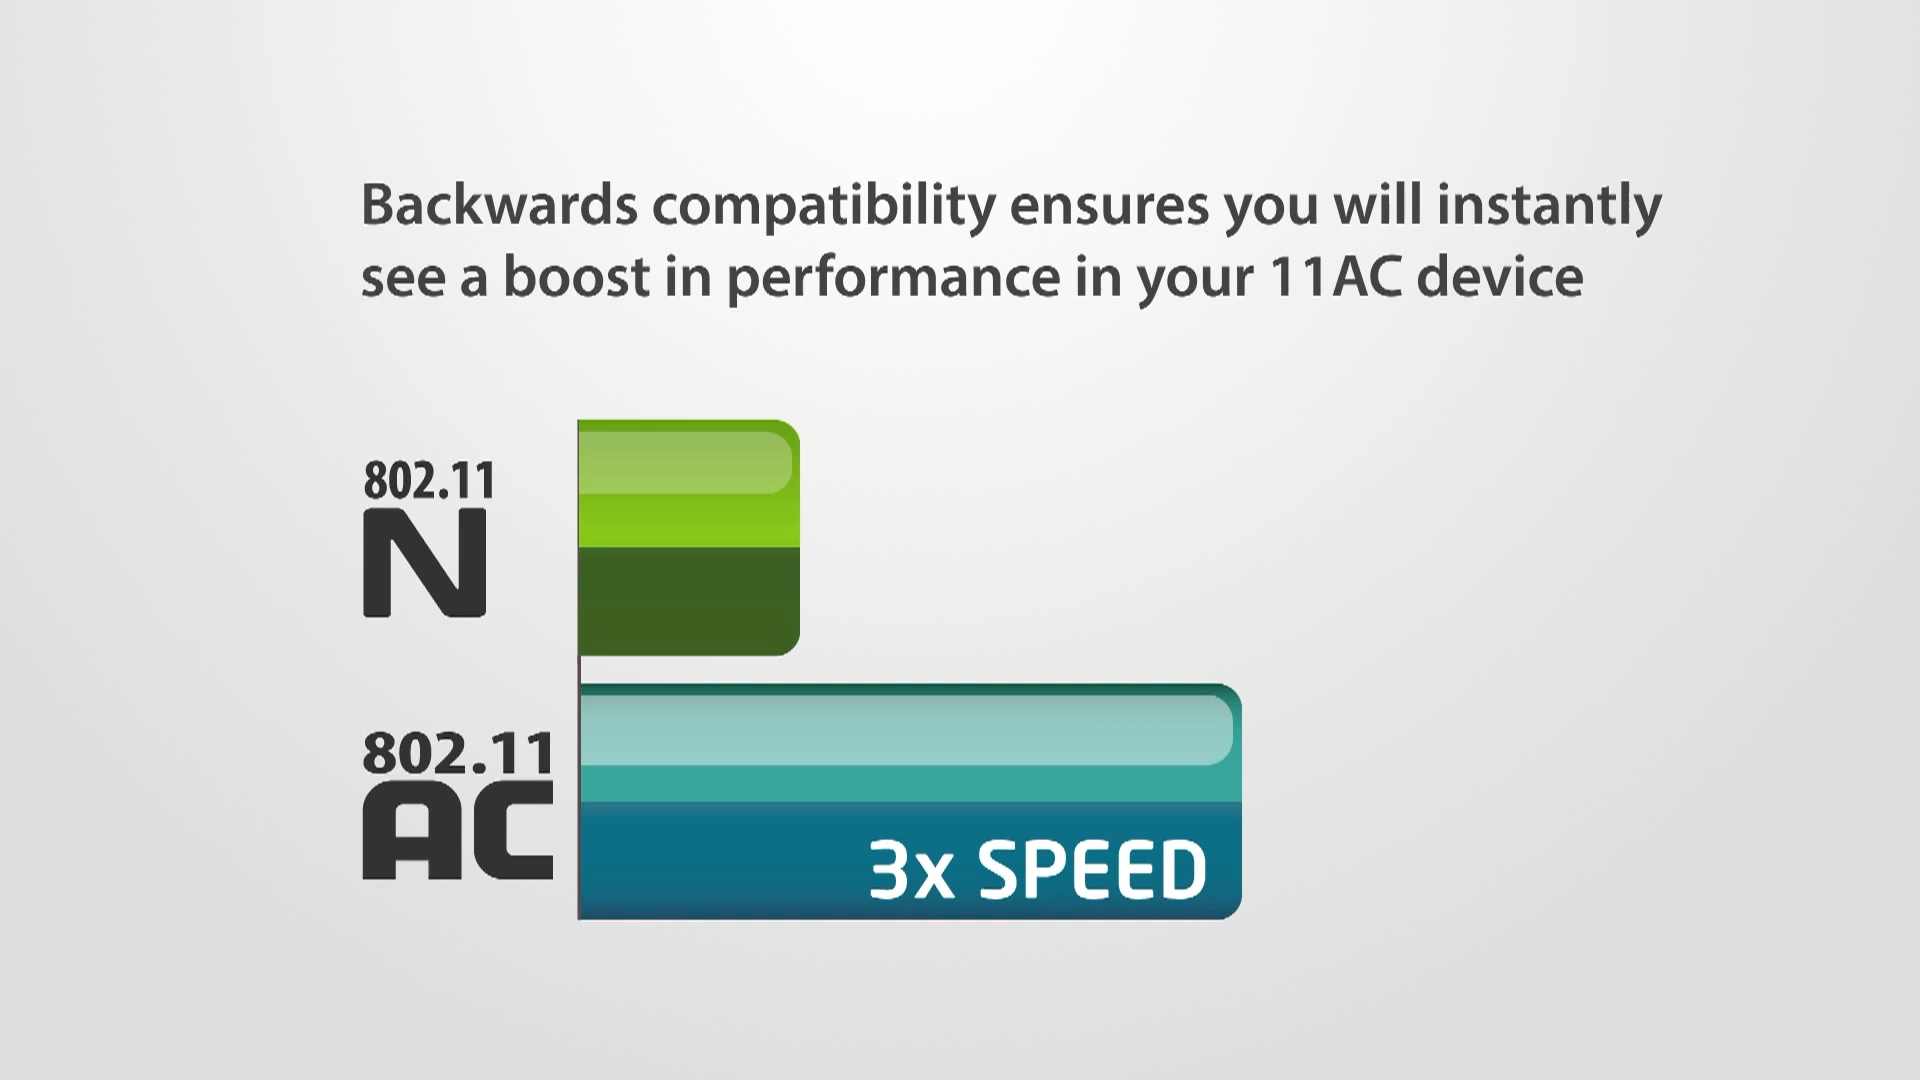 Backwards compatibility ensures you will instantly
see a boost in performance in your 11AC device
802.11
N
802.11
AC
3x SPEED